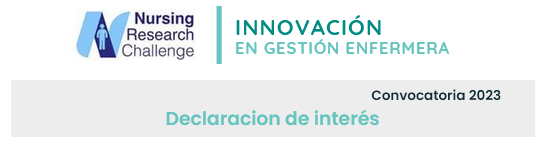 Nursing
Research
Challenge
INNOVACIÓN
EN GESTIÓN ENFERMERA
Convocatoria 2023
Declaracion de interés